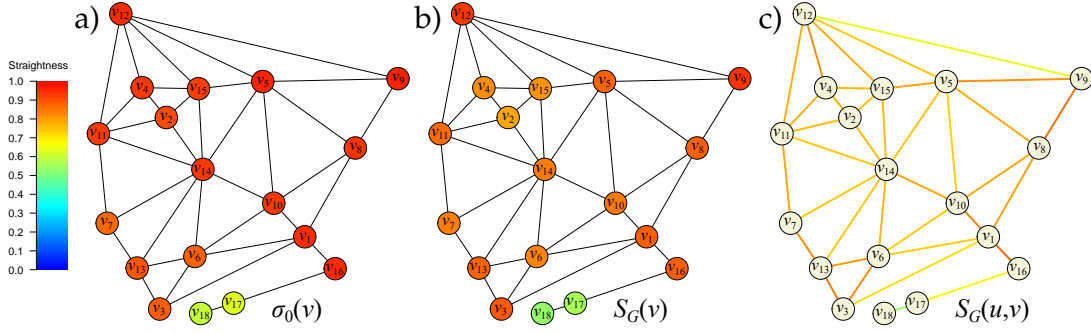 a)
b)
c)
Straightness
1.0
0.9
0.8
0.7
0.6
0.5
0.4
0.3
0.2
0.1
0.0
v12
v9
v4
v15
v5
v2
v11
v8
v14
v10
v7
v1
v6
v13
v16
v3
v17
v18
σ0(v)
v12
v9
v4
v15
v5
v2
v11
v8
v14
v10
v7
v1
v6
v13
v16
v3
v17
v18
SG(v)
v12
v9
v4
v15
v5
v2
v11
v8
v14
v10
v7
v1
v6
v13
v16
v3
v17
v18
SG(u,v)